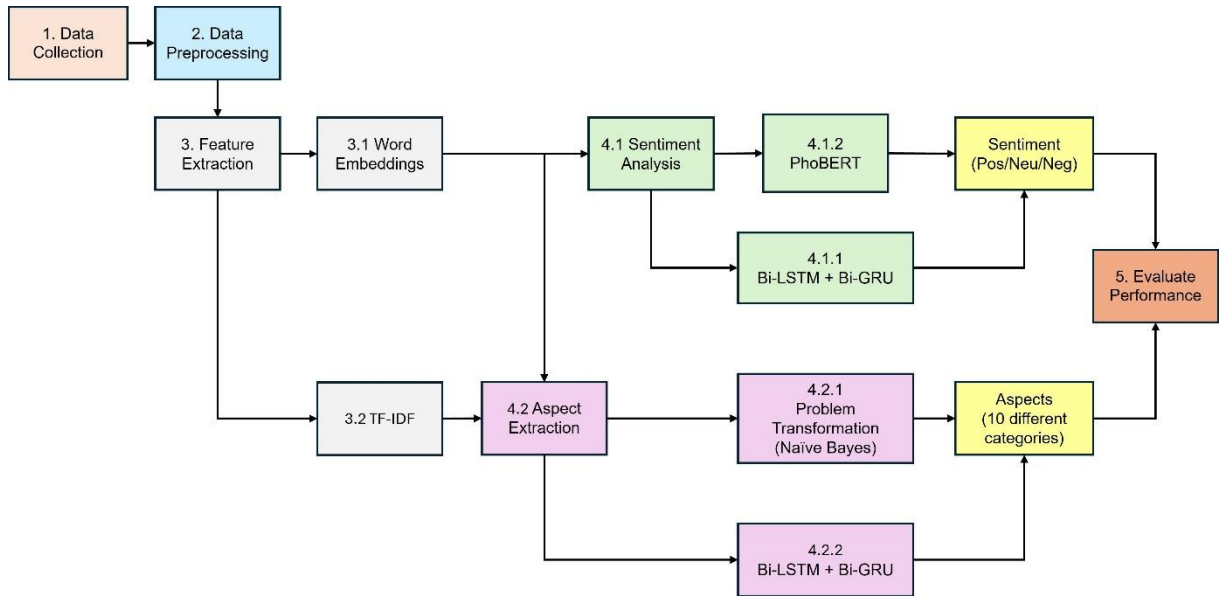 1. Data
Collection
2. Data
Preprocessing
3. Feature
Extraction
3.1 Word
Embeddings
4.1 Sentiment
Analysis
4.1.2
PhoBERT
Sentiment
(Pos/Neu/Neg)
4.1.1
Bi-LSTM + Bi-GRU
5. Evaluate
Performance
3.2 TF-IDF
4.2 Aspect
Extraction
4.2.1
Problem
Transformation
(Naïve Bayes)
Aspects
(10 different
categories)
4.2.2
Bi-LSTM + Bi-GRU